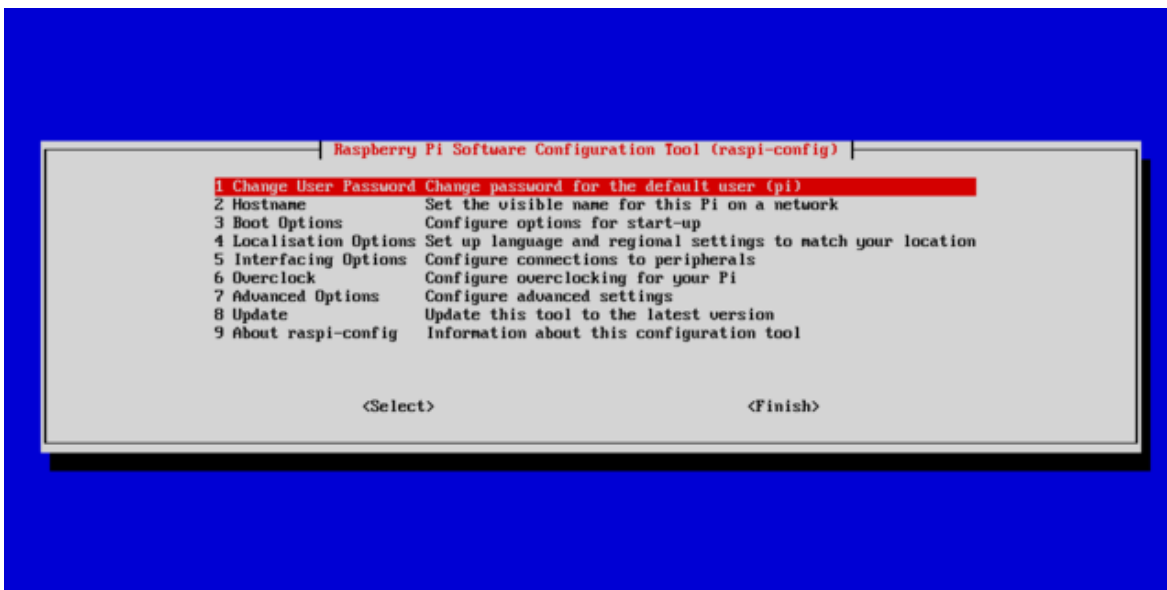 Raspberry Pi Software Configuration Tool (raspi-config)
1 Change User Password Change password for the default user (pi)
2 Hostname Set the visible name for this Pi on a network
3 Boot Options Configure options for start-up
4 Localisation Options Set up language and regional settings to match your location
5 Interfacing Options Configure connections to peripherals
6 Overclock Configure overclocking for your Pi
7 Advanced Options Configure advanced settings
8 Update Update this tool to the latest version
9 About raspi-config Information about this configuration tool
<Select> <Finish>